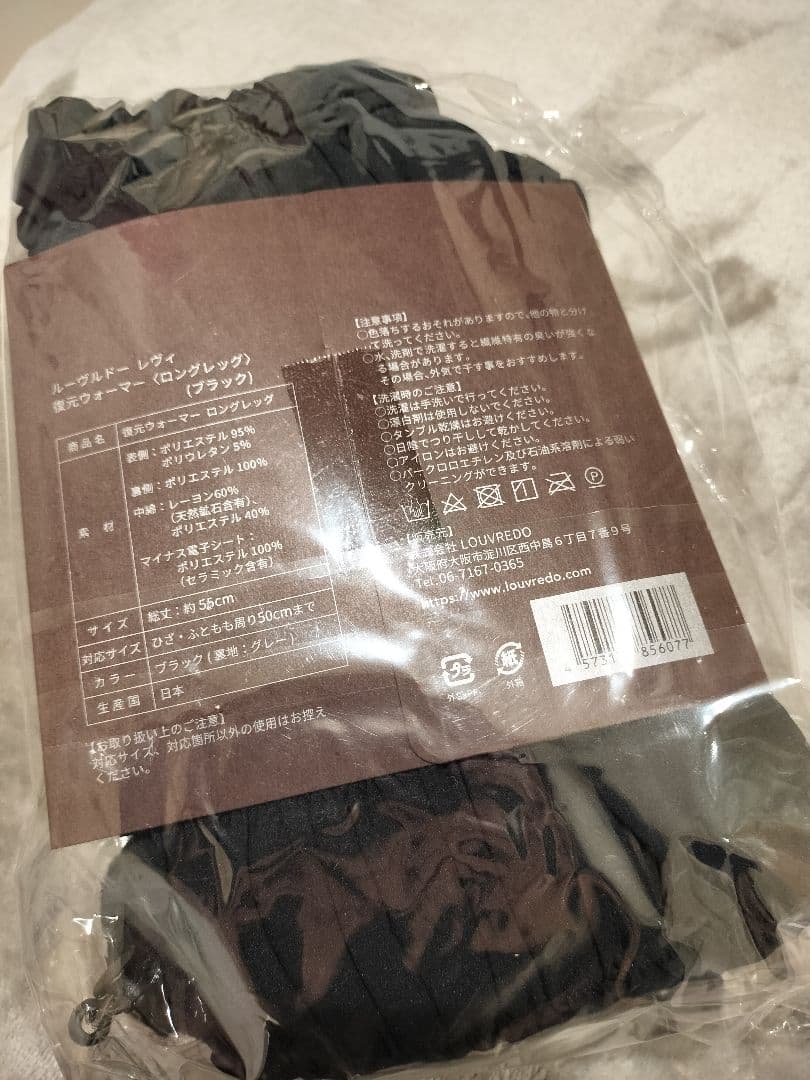 ルーヴルドー レヴィ
復元ウォーマー〈ロングレッグ〉
(ブラック)
商品名 復元ウォーマー ロングレッグ
素 材 表側：ポリエステル 95%
ポリウレタン 5%
裏側：ポリエステル 100%
中綿：レーヨン60%
(天然鉱石含有)、
ポリエステル 40%
マイナス電子シート：
ポリエステル 100%
(セラミック含有)
サイズ 総丈：約 55cm
対応サイズ ひざ・ふともも周り50cmまで
カラー ブラック ( 裏地：グレー )
生産国 日本
【お取り扱い上のご注意】
対応サイズ、対応箇所以外の使用はお控え
ください。
【注意事項】
○色落ちするおそれがありますので、他の物と分け
て洗ってください。
○水、洗剤で洗濯すると繊維特有の臭いが強くな
る場合があります。
その場合、外気で干す事をおすすめします。
【洗濯時のご注意】
○洗濯は手洗いで行ってください。
○漂白剤は使用しないでください。
○タンブル乾燥はお避けください。
○日陰でつり干しして乾かしてください。
○アイロンはお避けください。
○パークロロエチレン及び石油系溶剤による弱い
クリーニングができます。
P
【販売元】
株式会社 LOUVREDO
大阪府大阪市淀川区西中島６丁目７番９号
Tel.06-7167-0365
https://www.louvredo.com
プラ 紙
外装:PP 外箱
4 5731 856077